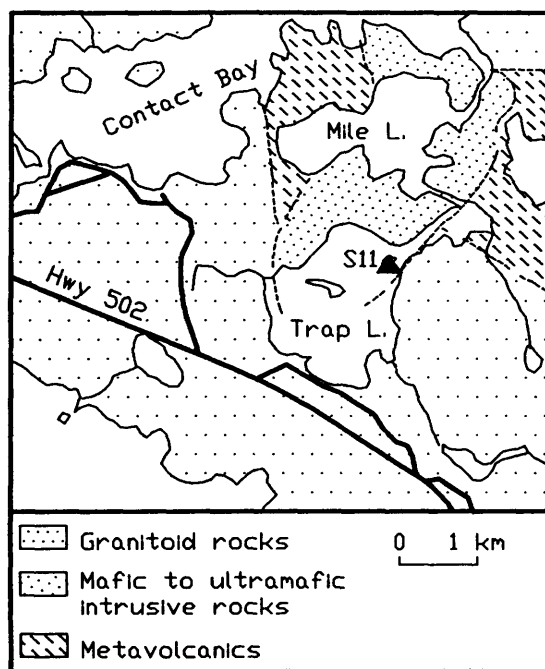 Contact Bay
Mile L.
S11
Hwy 502
Trap L.
Granitoid rocks
0 1 km
Mafic to ultramafic
intrusive rocks
Metavolcanics